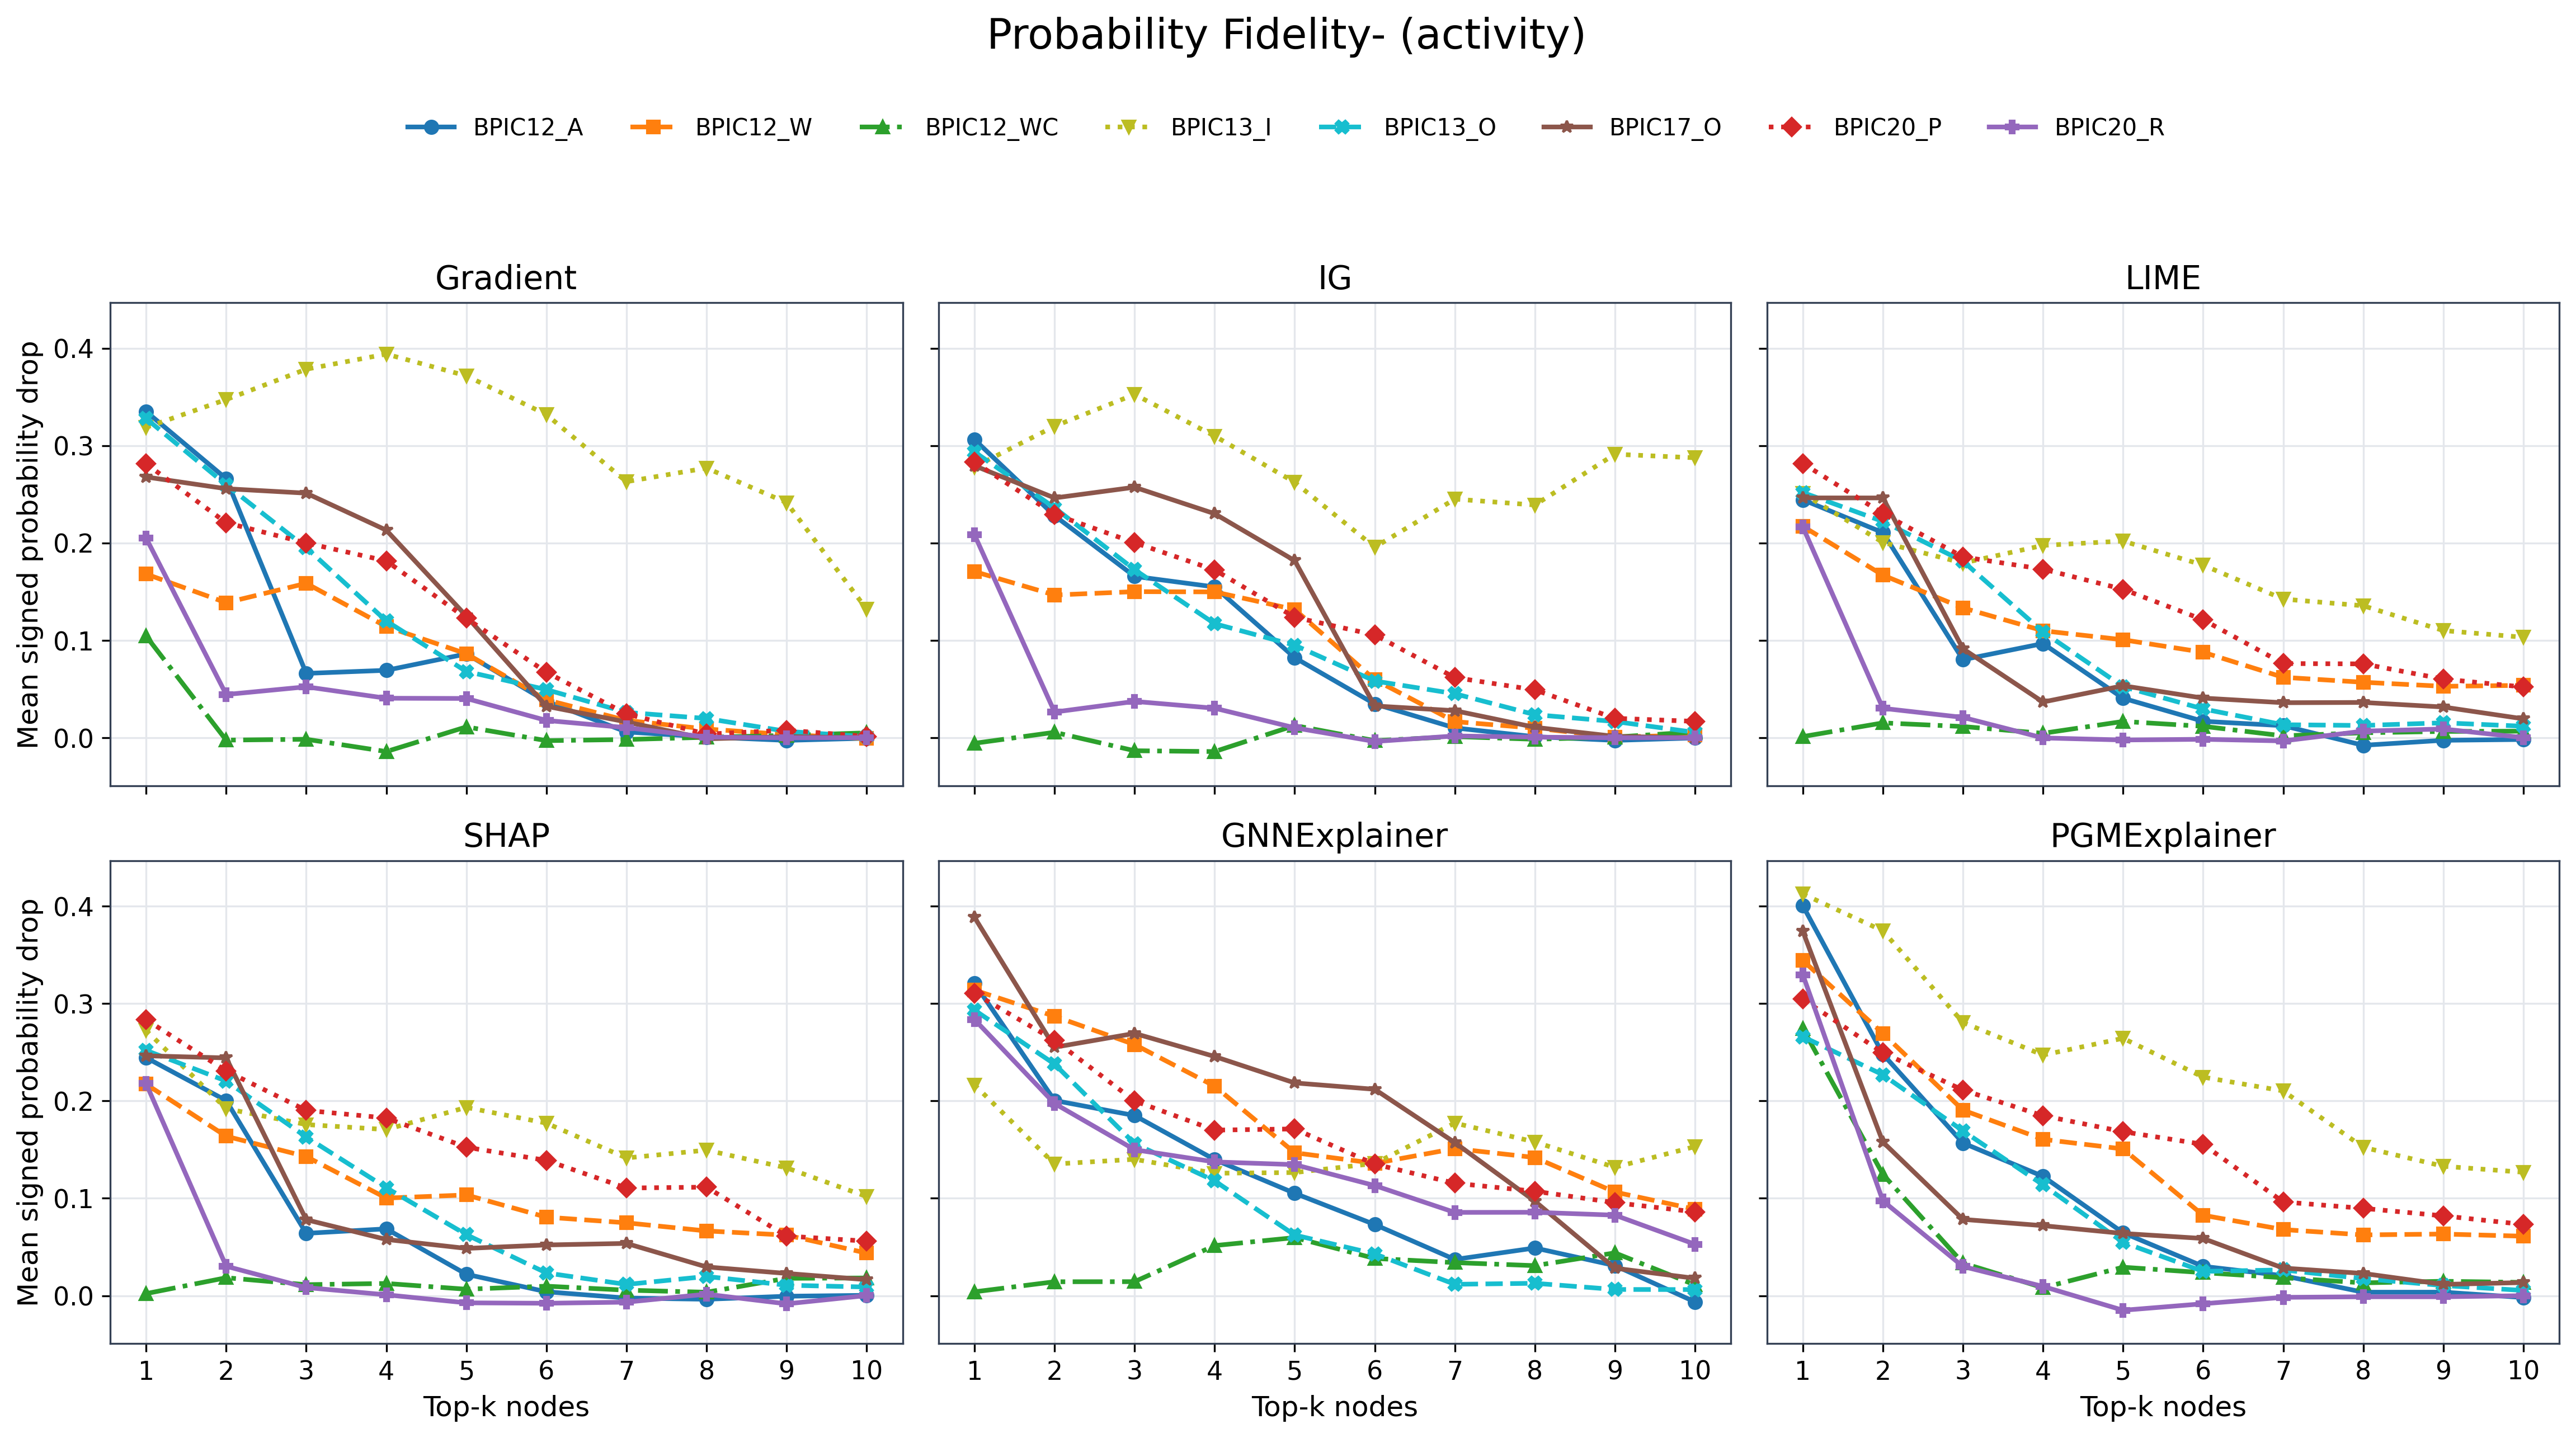 Probability Fidelity- (activity)
BPIC12_A BPIC12_W BPIC12_WC BPIC13_I BPIC13_O BPIC17_O BPIC20_P BPIC20_R
Gradient IG LIME
Mean signed probability drop
0.4
0.3
0.2
0.1
0.0
SHAP GNNExplainer PGMExplainer
Mean signed probability drop
0.4
0.3
0.2
0.1
0.0
1 2 3 4 5 6 7 8 9 10 1 2 3 4 5 6 7 8 9 10 1 2 3 4 5 6 7 8 9 10
Top-k nodes Top-k nodes Top-k nodes